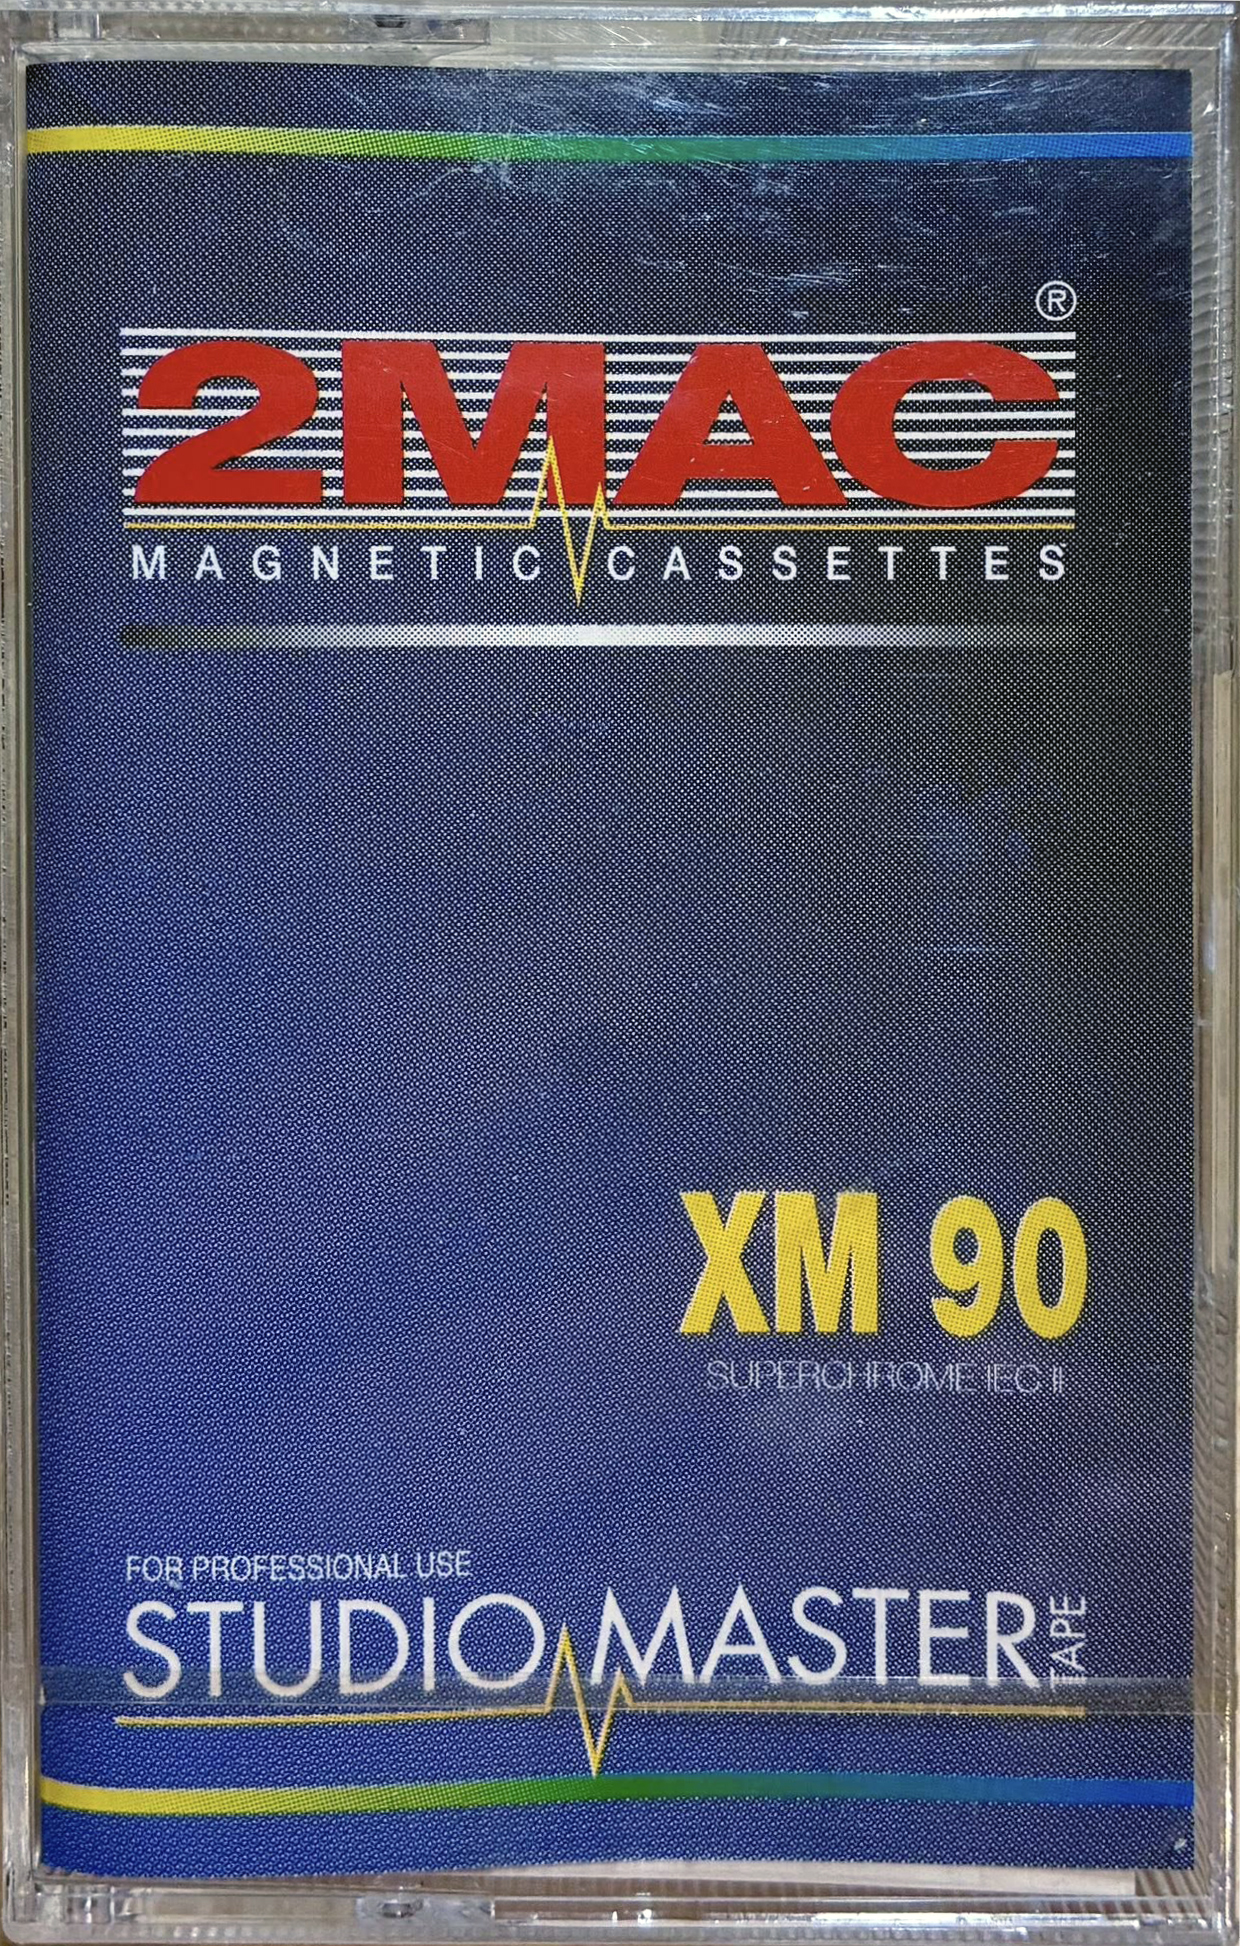 ®
2MAC
MAGNETIC CASSETTES
XM 90
SUPERCHROME IEC II
FOR PROFESSIONAL USE
STUDIO MASTER TAPE